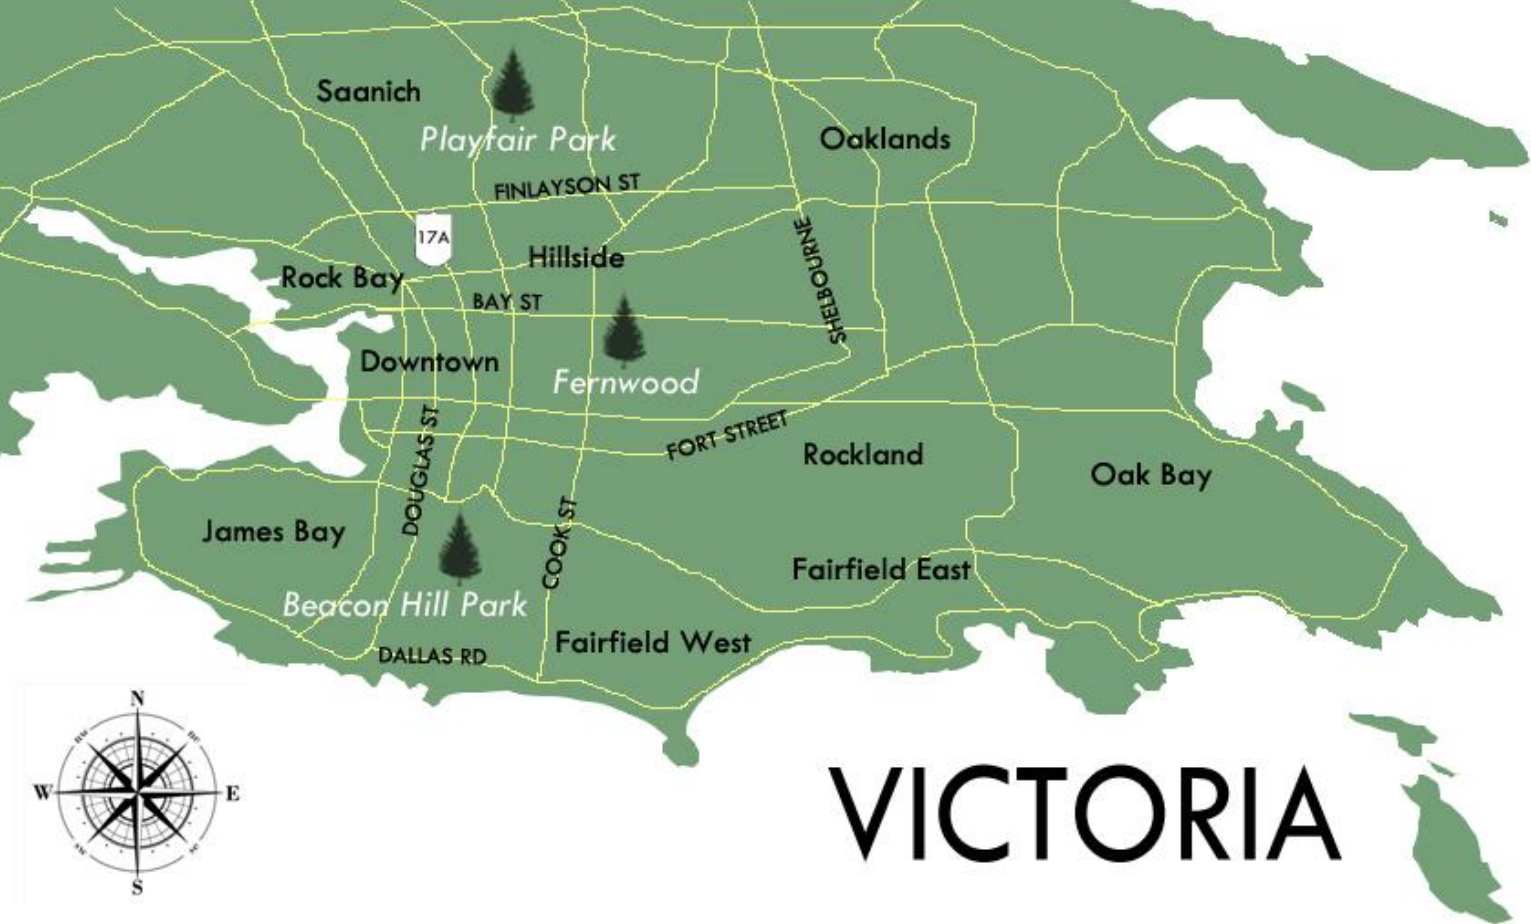 Saanich
Playfair Park
Oaklands
FINLAYSON ST
17A
SHELBOURNE
Hillside
Rock Bay
BAY ST
Downtown
Fernwood
DOUGLAS ST
FORT STREET
Rockland
Oak Bay
James Bay
COOK ST
Fairfield East
Beacon Hill Park
Fairfield West
DALLAS RD
N
W
E
S
VICTORIA